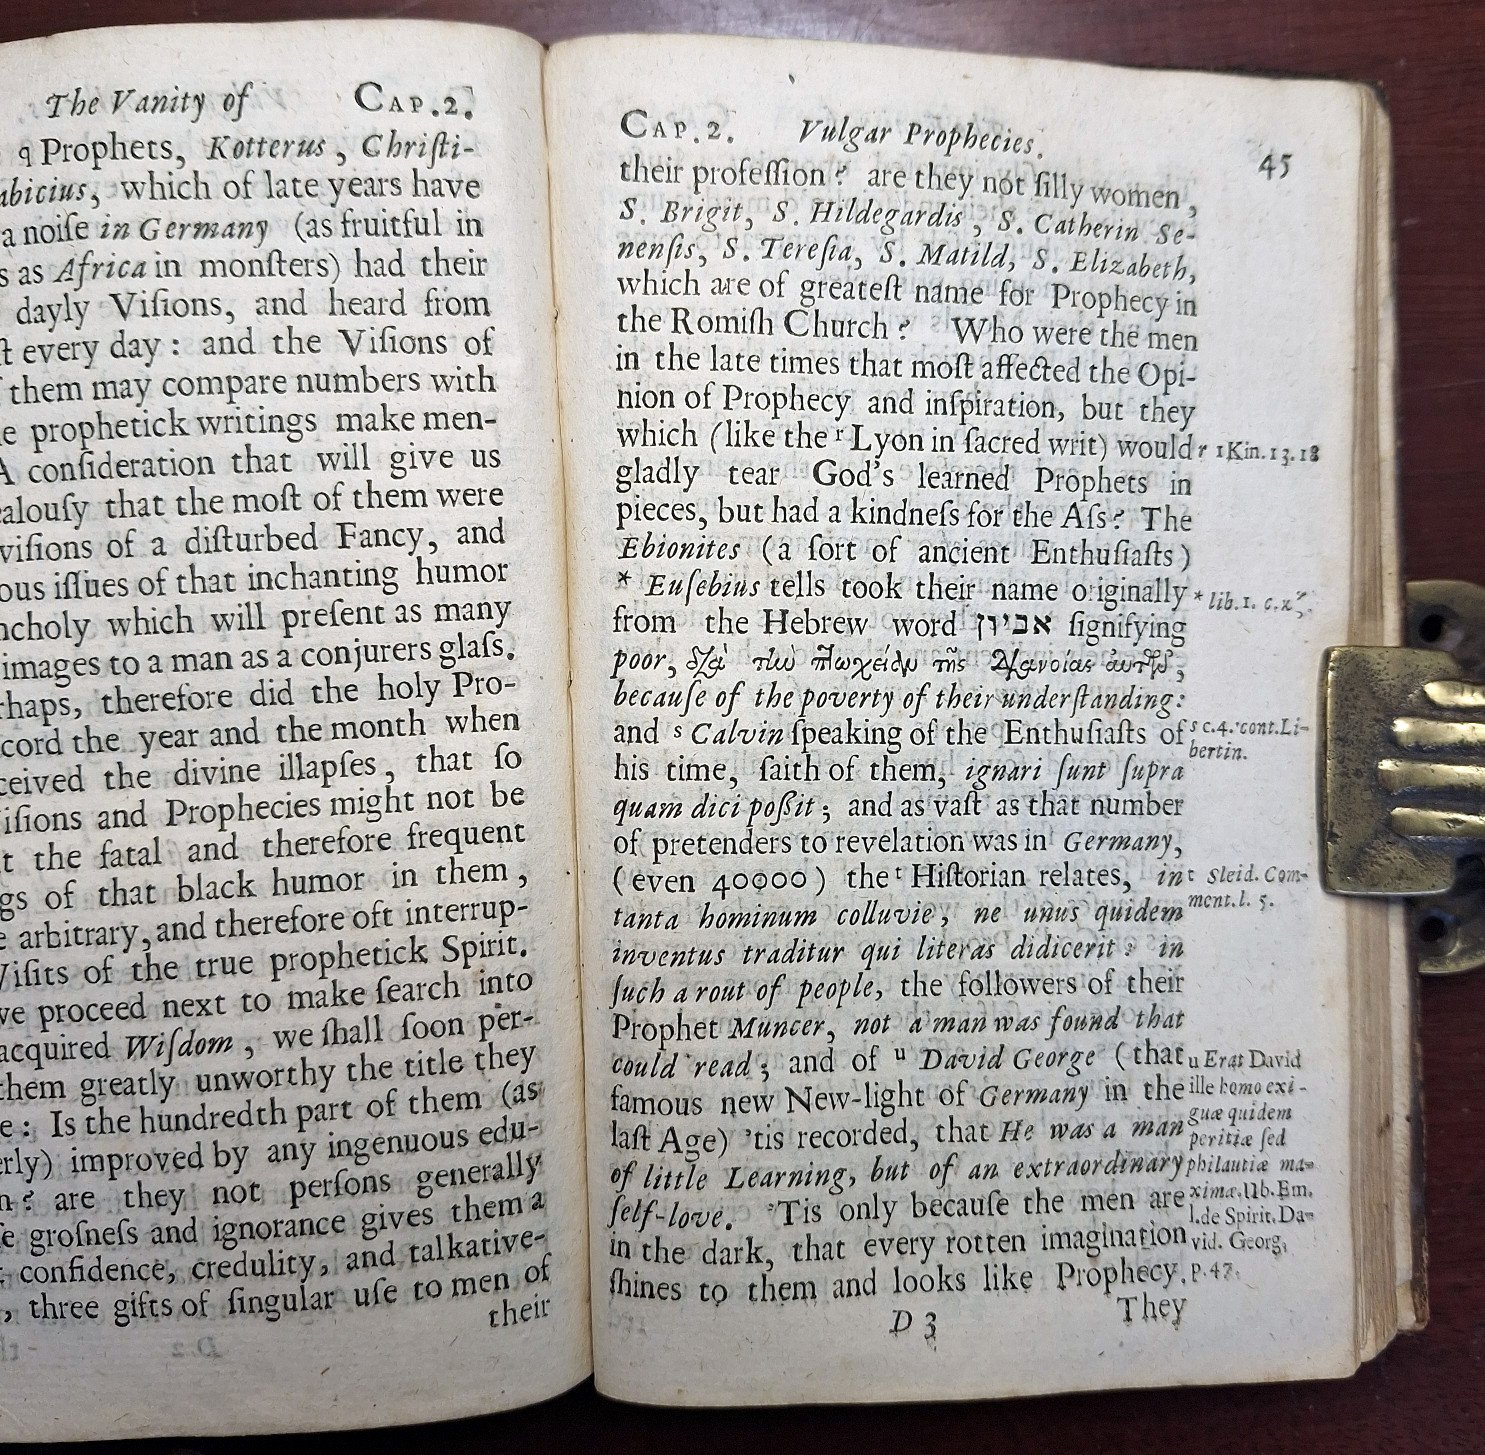 The Vanity of CAP.2.
q Prophets, Kotterus, Chriſti-
abicius, which of late years have
a noiſe in Germany (as fruitful in
s as Africa in monſters) had their
dayly Viſions, and heard from
ſt every day: and the Viſions of
them may compare numbers with
e prophetick writings make men-
A conſideration that will give us
ealouſy that the moſt of them were
viſions of a diſturbed Fancy, and
ous iſſues of that inchanting humor
ncholy which will preſent as many
images to a man as a conjurers glaſs.
rhaps, therefore did the holy Pro-
cord the year and the month when
ceived the divine illapſes, that ſo
iſions and Prophecies might not be
t the fatal and therefore frequent
gs of that black humor in them,
e arbitrary, and therefore oft interrup-
Viſits of the true prophetick Spirit.
ve proceed next to make ſearch into
acquired Wiſdom, we ſhall ſoon per-
them greatly unworthy the title they
e: Is the hundredth part of them (as
erly) improved by any ingenuous edu-
n? are they not perſons generally
ſe groſneſs and ignorance gives them a
confidence, credulity, and talkative-
, three gifts of ſingular uſe to men of
their
CAP.2. Vulgar Prophecies. 45
their profeſſion? are they not ſilly women,
S. Brigit, S. Hildegardis, S. Catherin Se-
nenſis, S. Tereſia, S. Matild, S. Elizabeth,
which are of greateſt name for Prophecy in
the Romiſh Church? Who were the men
in the late times that moſt affected the Opi-
nion of Prophecy and inſpiration, but they
which (like the r Lyon in ſacred writ) would
gladly tear God's learned Prophets in
pieces, but had a kindneſs for the Aſs? The
Ebionites (a ſort of ancient Enthuſiaſts)
* Euſebius tells took their name originally
from the Hebrew word אביון ſignifying
poor, διὰ τὼ πτωχείαν τῆς διανοίας αὐτῶν,
becauſe of the poverty of their underſtanding:
and s Calvin ſpeaking of the Enthuſiaſts of
his time, ſaith of them, ignari ſunt ſupra
quam dici poßit; and as vaſt as that number
of pretenders to revelation was in Germany,
(even 40000) the t Hiſtorian relates, in
tanta hominum colluvie, ne unus quidem
inventus traditur qui literas didicerit: in
ſuch a rout of people, the followers of their
Prophet Muncer, not a man was found that
could read; and of u David George (that
famous new New-light of Germany in the
laſt Age) 'tis recorded, that He was a man
of little Learning, but of an extraordinary
ſelf-love. 'Tis only becauſe the men are
in the dark, that every rotten imagination
ſhines to them and looks like Prophecy.
D 3 They
r 1 Kin. 13. 18
* lib. 1. c.
s c. 4. cont. Li-
bertin.
t Sleid. Com-
ment. l. 5.
u Erat David
ille homo exi-
guæ quidem
peritiæ ſed
philautiæ ma-
ximæ. Ub. Em.
l. de Spirit. Da-
vid. Georg.
p. 47.